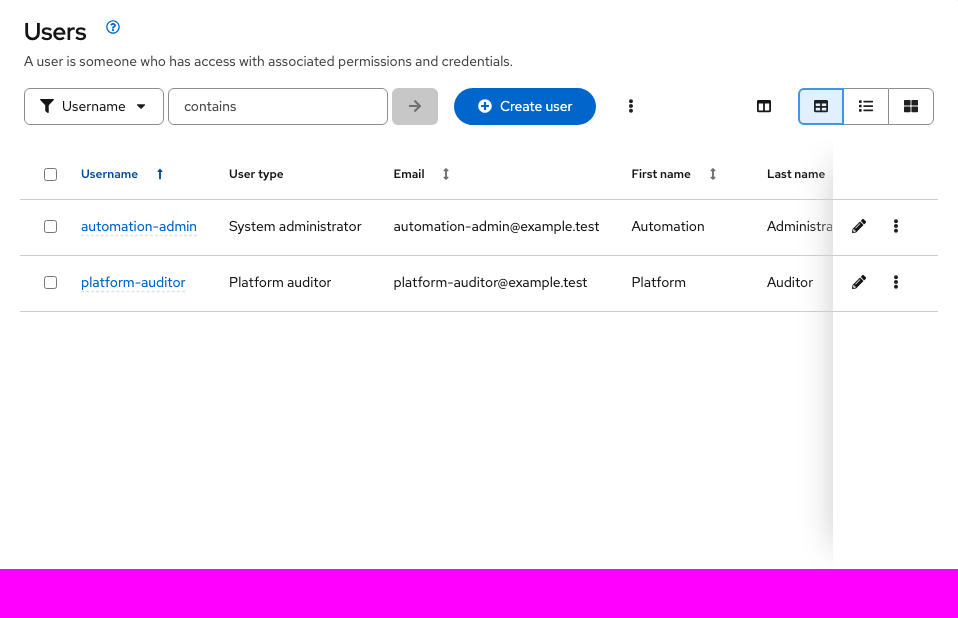 Users
A user is someone who has access with associated permissions and credentials.
Username contains Create user
Username User type Email First name Last name
automation-admin System administrator automation-admin@example.test Automation Administra
platform-auditor Platform auditor platform-auditor@example.test Platform Auditor